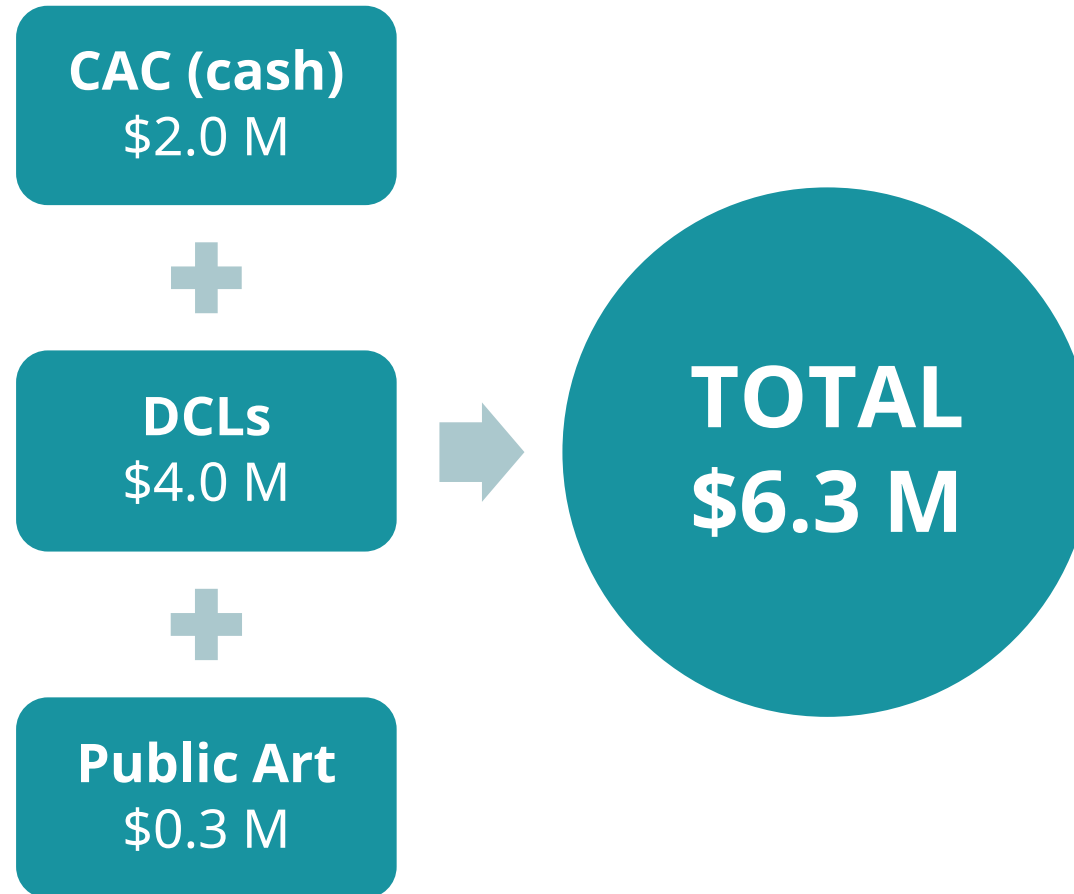 CAC (cash)
$2.0 M
DCLs
$4.0 M
Public Art
$0.3 M
TOTAL
$6.3 M